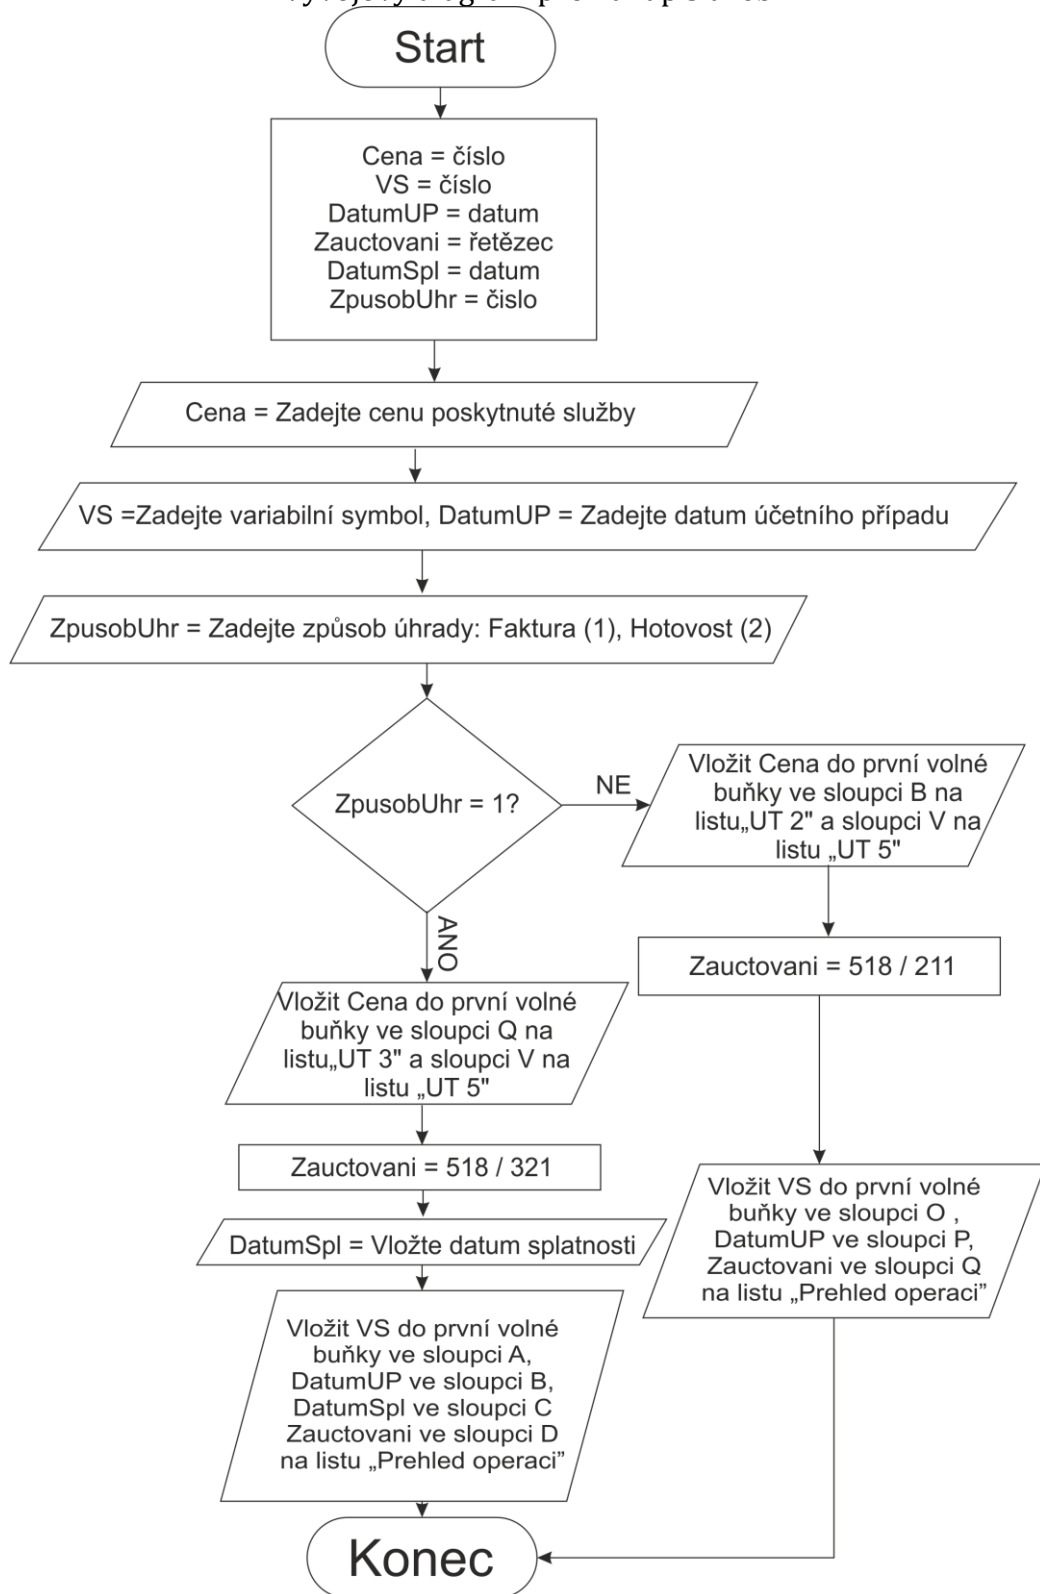 Start
Cena = číslo
VS = číslo
DatumUP = datum
Zauctovani = řetězec
DatumSpl = datum
ZpusobUhr = čislo
Cena = Zadejte cenu poskytnuté služby
VS =Zadejte variabilní symbol, DatumUP = Zadejte datum účetního případu
ZpusobUhr = Zadejte způsob úhrady: Faktura (1), Hotovost (2)
ZpusobUhr = 1?
NE
Vložit Cena do první volné
buňky ve sloupci B na
listu„UT 2" a sloupci V na
listu „UT 5"
Zauctovani = 518 / 211
Vložit VS do první volné
buňky ve sloupci O ,
DatumUP ve sloupci P,
Zauctovani ve sloupci Q
na listu „Prehled operaci”
ANO
Vložit Cena do první volné
buňky ve sloupci Q na
listu„UT 3" a sloupci V na
listu „UT 5"
Zauctovani = 518 / 321
DatumSpl = Vložte datum splatnosti
Vložit VS do první volné
buňky ve sloupci A,
DatumUP ve sloupci B,
DatumSpl ve sloupci C
Zauctovani ve sloupci D
na listu „Prehled operaci”
Konec